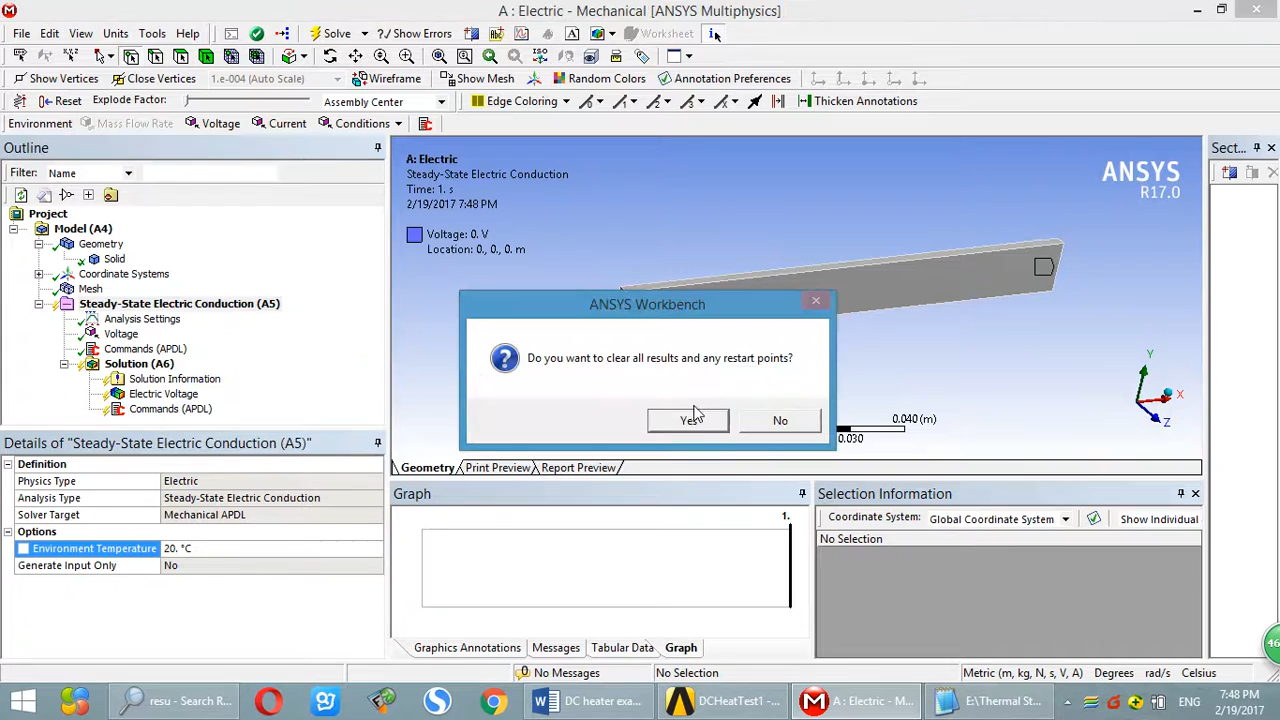 A : Electric - Mechanical [ANSYS Multiphysics]
File Edit View Units Tools Help Solve ?/ Show Errors Worksheet
Show Vertices Close Vertices 1.e-004 (Auto Scale) Wireframe Show Mesh Random Colors Annotation Preferences
Reset Explode Factor: Assembly Center Edge Coloring Thicken Annotations
Environment Mass Flow Rate Voltage Current Conditions
Outline
Filter: Name
Project
Model (A4)
Geometry
Solid
Coordinate Systems
Mesh
Steady-State Electric Conduction (A5)
Analysis Settings
Voltage
Commands (APDL)
Solution (A6)
Solution Information
Electric Voltage
Commands (APDL)
Details of "Steady-State Electric Conduction (A5)"
Definition
Physics Type Electric
Analysis Type Steady-State Electric Conduction
Solver Target Mechanical APDL
Options
Environment Temperature 20. °C
Generate Input Only No
A: Electric
Steady-State Electric Conduction
Time: 1. s
2/19/2017 7:48 PM
Voltage: 0. V
Location: 0., 0., 0. m
ANSYS
R17.0
ANSYS Workbench
Do you want to clear all results and any restart points?
Yes No
Y
X
Z
0.040 (m)
0.030
Geometry Print Preview Report Preview
Graph
1.
Graphics Annotations Messages Tabular Data Graph
Sect...
Selection Information
Coordinate System: Global Coordinate System Show Individual
No Selection
No Messages No Selection Metric (m, kg, N, s, V, A) Degrees rad/s Celsius
46
resu - Search R... DC heater exa... DCHeatTest1 -... A : Electric - M... E:\Thermal St... ENG
7:48 PM
2/19/2017